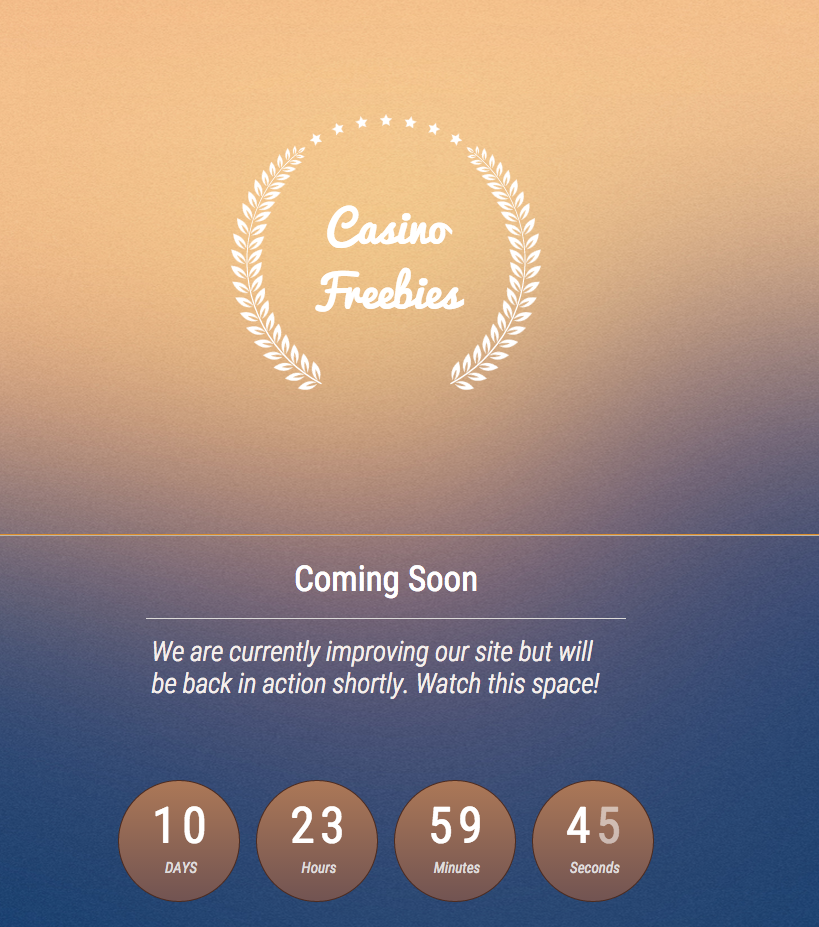 Casino
Freebies
Coming Soon
We are currently improving our site but will
be back in action shortly. Watch this space!
10 23 59 45
DAYS Hours Minutes Seconds